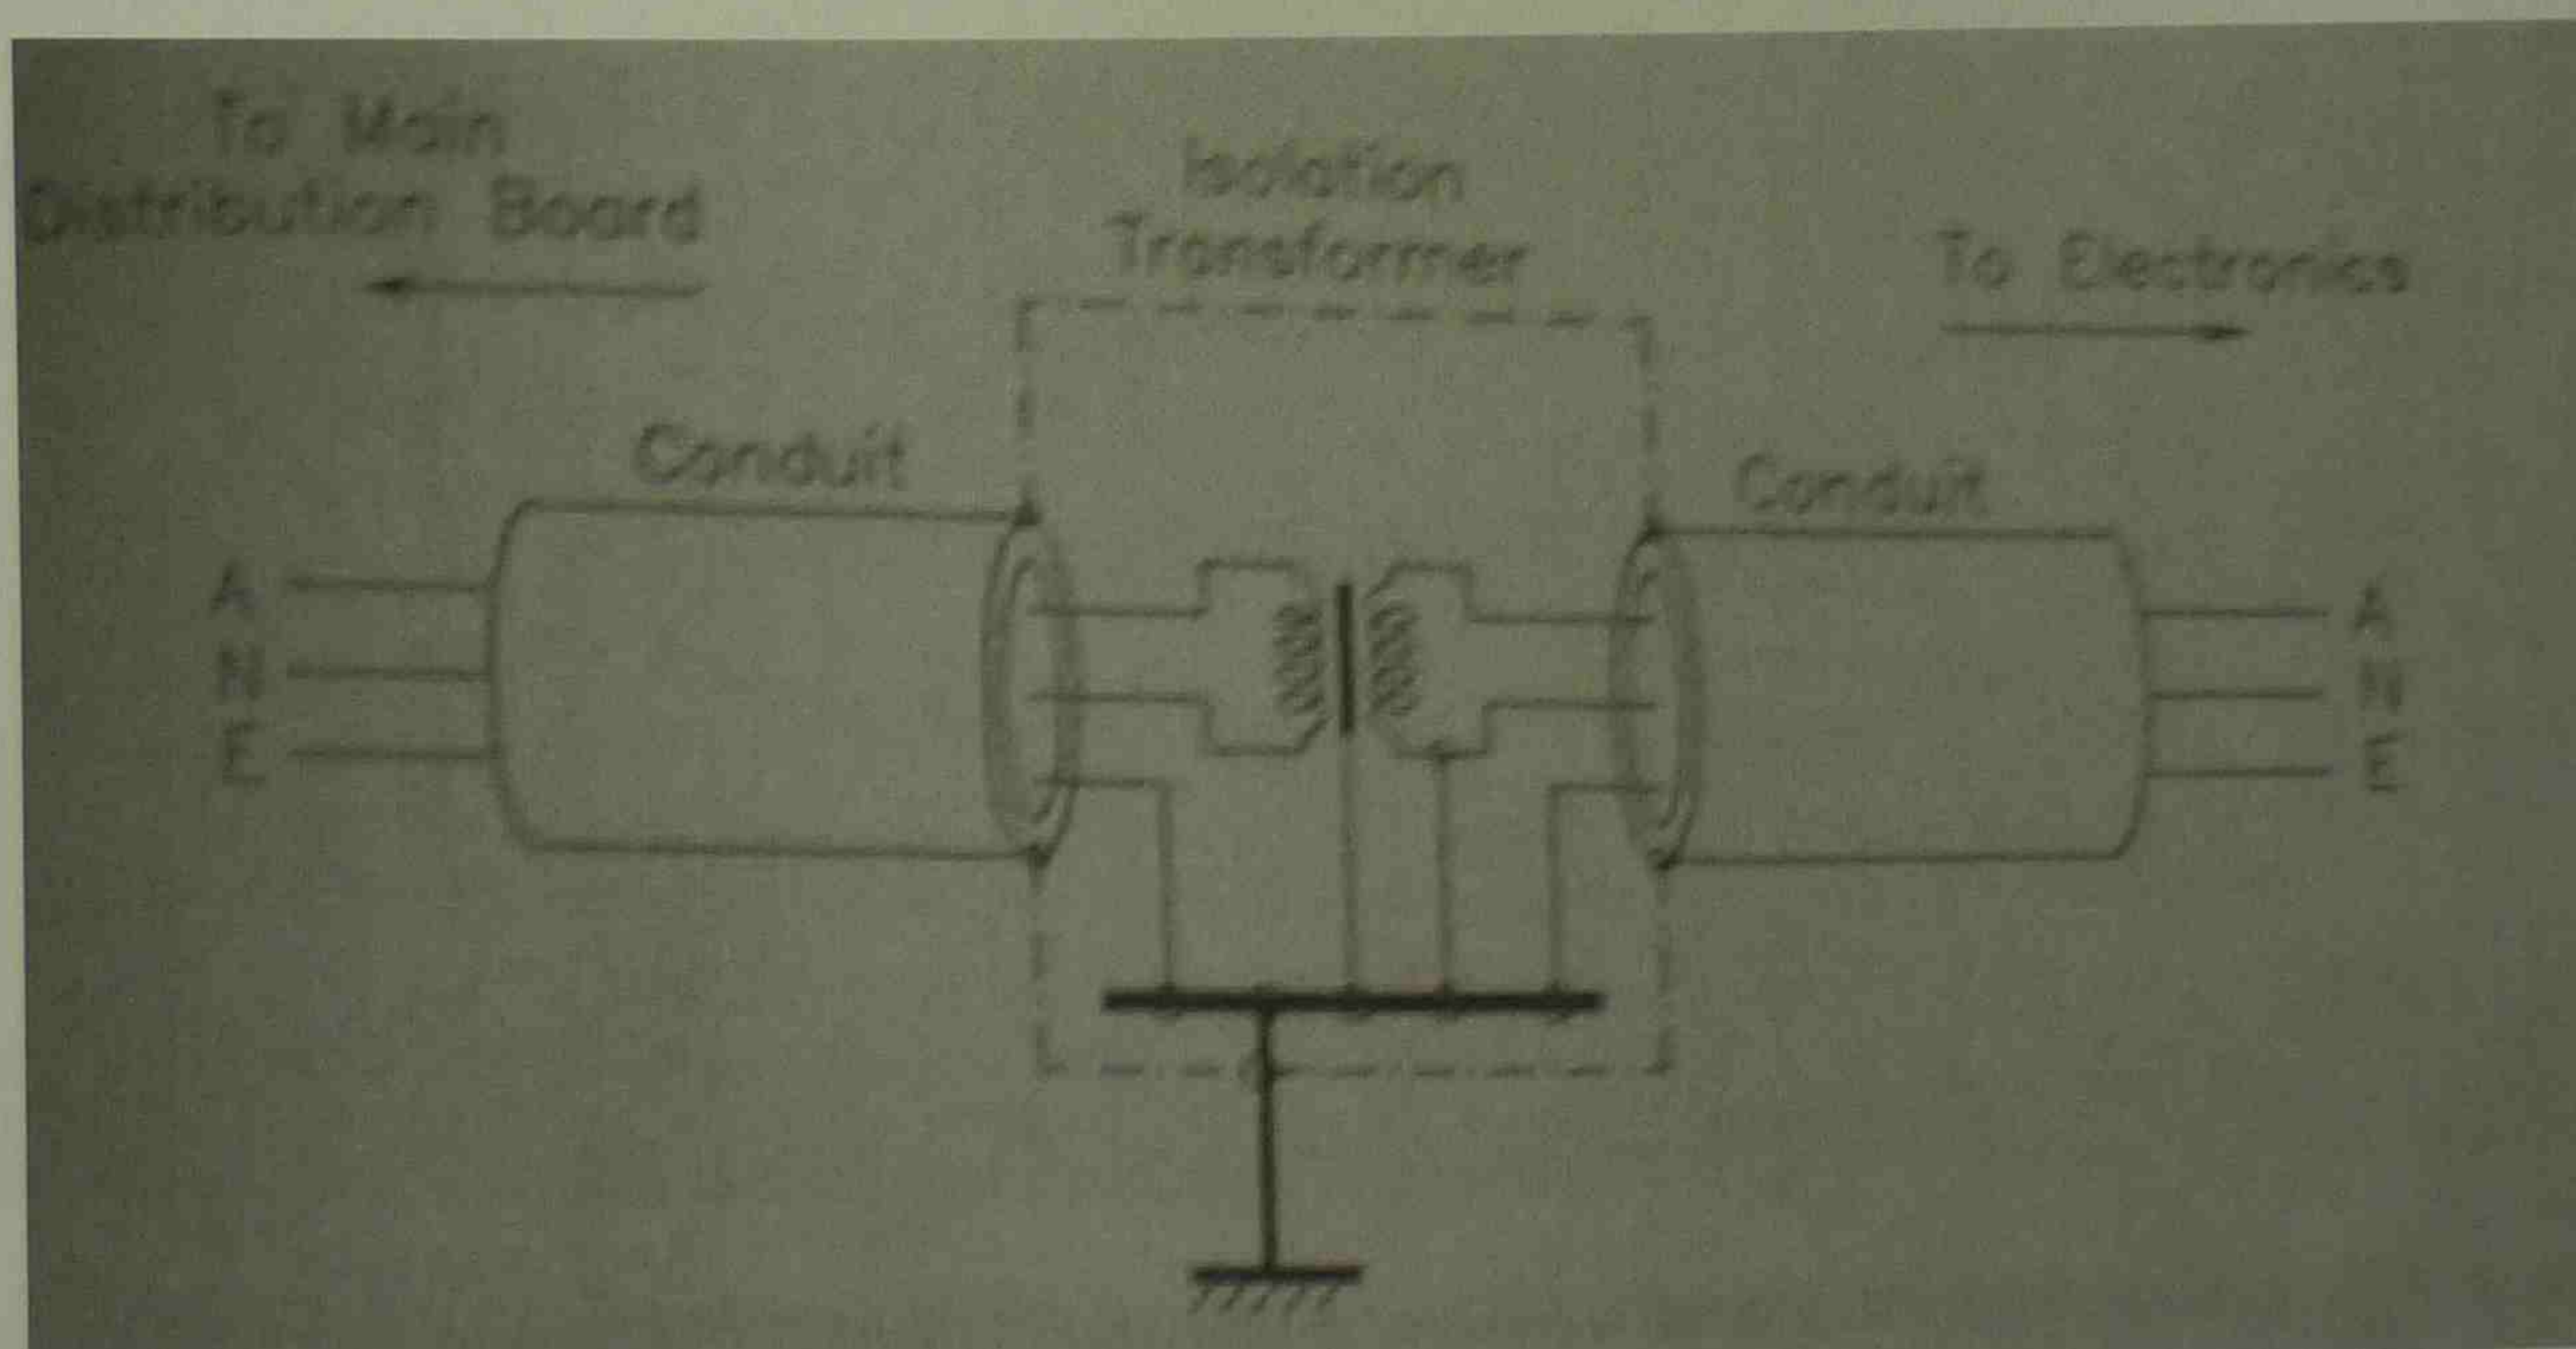 To Main
Distribution Board
Isolation
Transformer
To Electronics
Conduit
Conduit
A
N
E
A
N
E